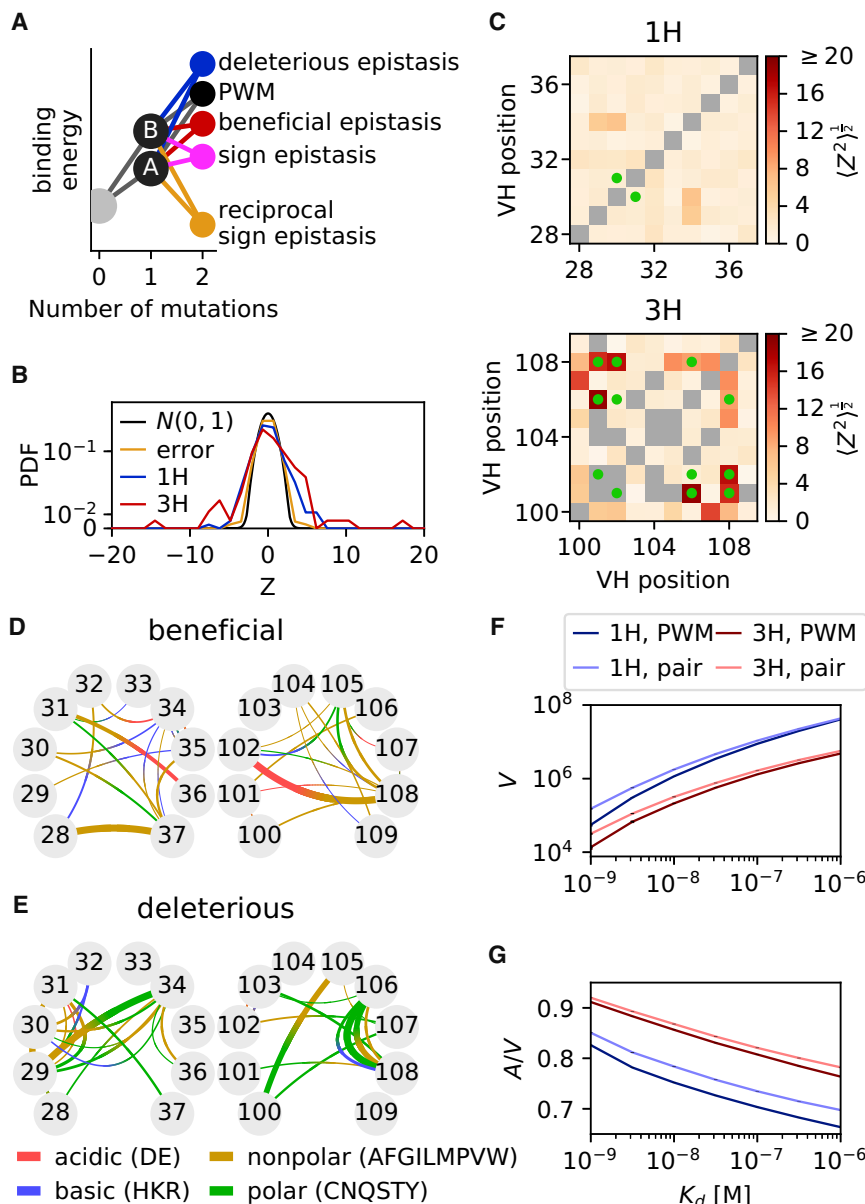 A
deleterious epistasis
PWM
beneficial epistasis
sign epistasis
reciprocal
sign epistasis
B
A
binding
energy
0 1 2
Number of mutations
B
N(0, 1)
error
1H
3H
PDF
10⁻¹
10⁻²
0
−20 −10 0 10 20
Z
C
1H
VH position
36
32
28
28 32 36
≥ 20
16
12
8
4
0
⟨Z²⟩^½
3H
VH position
108
104
100
100 104 108
VH position
≥ 20
16
12
8
4
0
⟨Z²⟩^½
D
beneficial
28 29 30 31 32 33 34 35 36 37
100 101 102 103 104 105 106 107 108 109
E
deleterious
28 29 30 31 32 33 34 35 36 37
100 101 102 103 104 105 106 107 108 109
acidic (DE)
nonpolar (AFGILMPVW)
basic (HKR)
polar (CNQSTY)
F
1H, PWM
3H, PWM
1H, pair
3H, pair
V
10⁸
10⁶
10⁴
10⁻⁹ 10⁻⁸ 10⁻⁷ 10⁻⁶
G
A/V
0.9
0.8
0.7
10⁻⁹ 10⁻⁸ 10⁻⁷ 10⁻⁶
K_d [M]